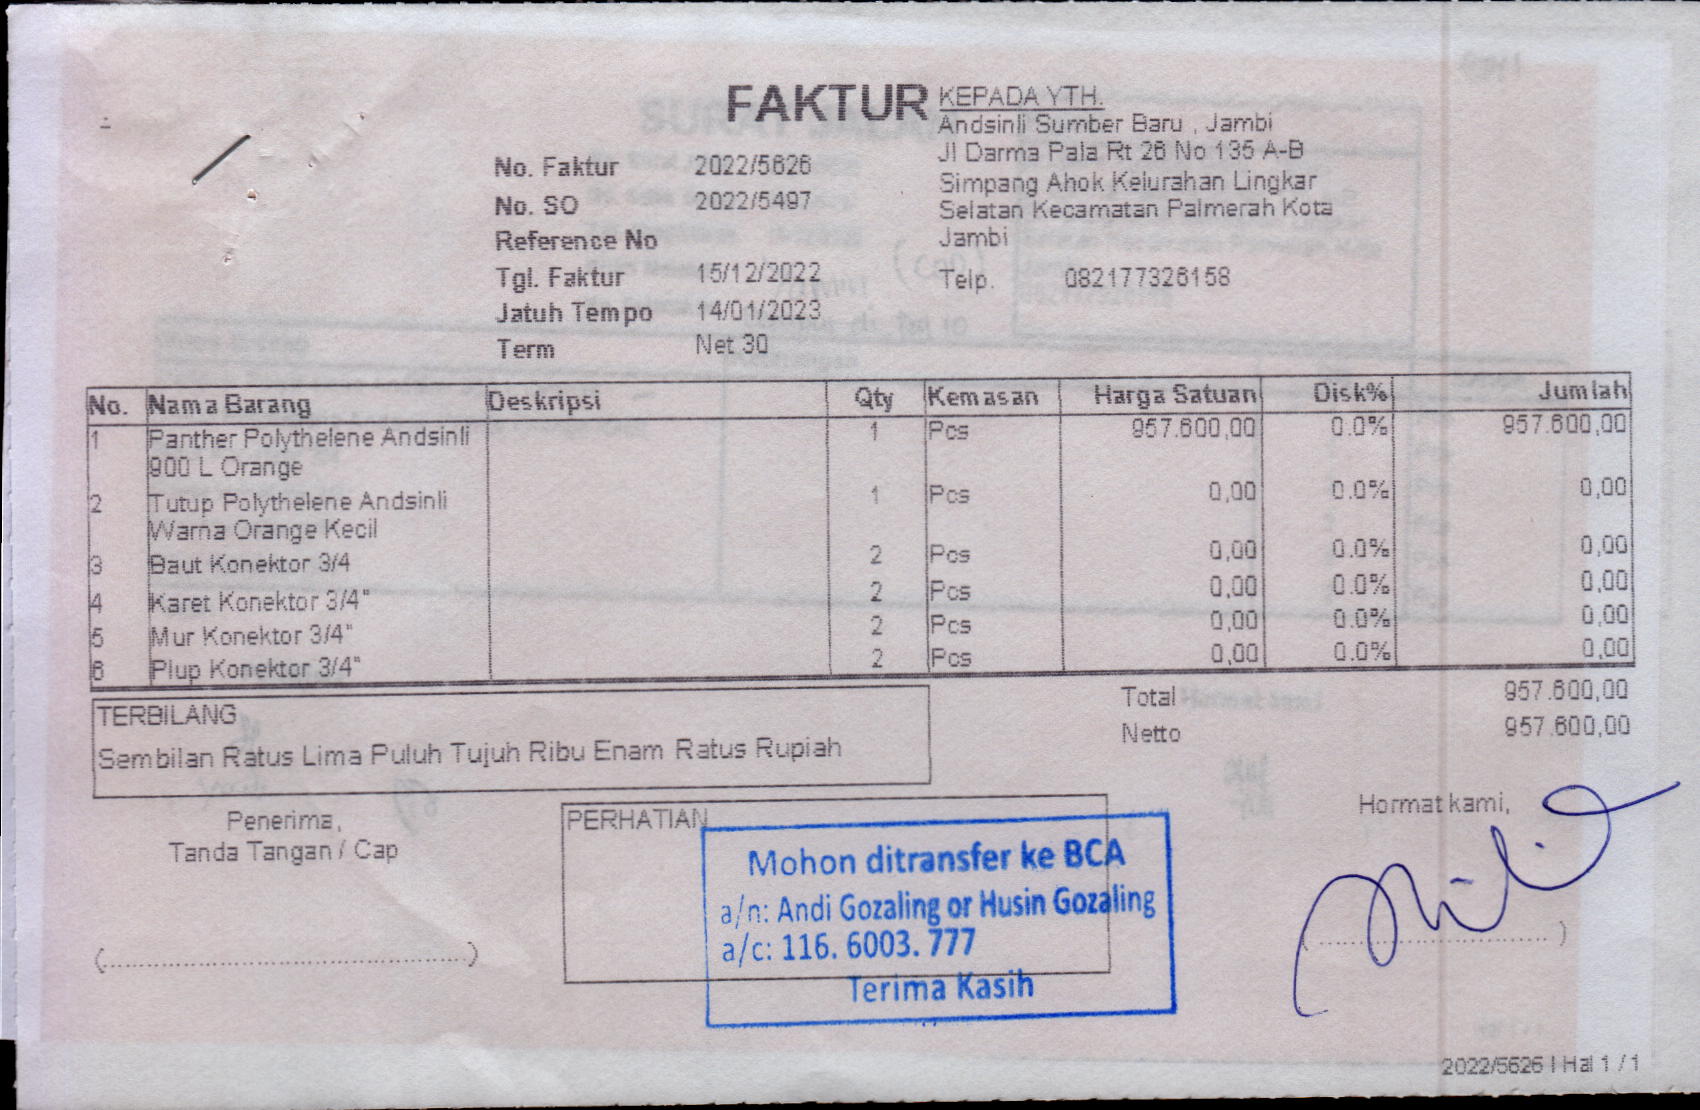 FAKTUR
KEPADA YTH.
Andsinli Sumber Baru , Jambi
Jl Darma Pala Rt 26 No 135 A-B
Simpang Ahok Kelurahan Lingkar
Selatan Kecamatan Palmerah Kota
Jambi
Telp. 082177326158
No. Faktur 2022/5626
No. SO 2022/5497
Reference No
Tgl. Faktur 15/12/2022
Jatuh Tempo 14/01/2023
Term Net 30
No. Nama Barang Deskripsi Qty Kemasan Harga Satuan Disk% Jumlah
1 Panther Polythelene Andsinli 1 Pcs 957.600,00 0.0% 957.600,00
900 L Orange
2 Tutup Polythelene Andsinli 1 Pcs 0,00 0.0% 0,00
Warna Orange Kecil
3 Baut Konektor 3/4 2 Pcs 0,00 0.0% 0,00
4 Karet Konektor 3/4" 2 Pcs 0,00 0.0% 0,00
5 Mur Konektor 3/4" 2 Pcs 0,00 0.0% 0,00
6 Plup Konektor 3/4" 2 Pcs 0,00 0.0% 0,00
Total 957.600,00
Netto 957.600,00
TERBILANG
Sembilan Ratus Lima Puluh Tujuh Ribu Enam Ratus Rupiah
Penerima,
Tanda Tangan / Cap
(....................................................)
PERHATIAN
Mohon ditransfer ke BCA
a/n: Andi Gozaling or Husin Gozaling
a/c: 116. 6003. 777
Terima Kasih
Hormat kami,
(....................................)
2022/5626 | Hal 1 / 1